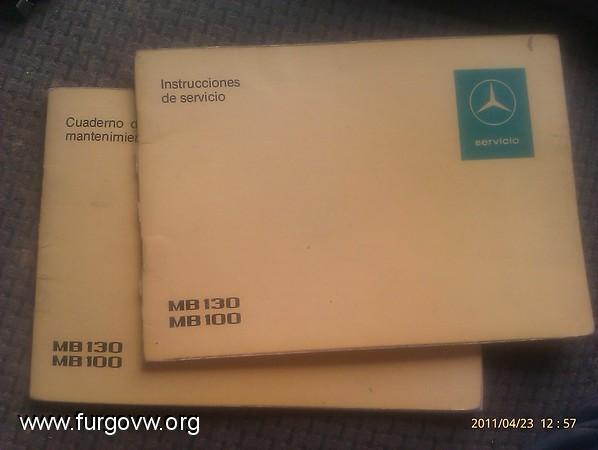 Instrucciones
de servicio
servicio
MB 130
MB 100
Cuaderno
MB 130
MB 100
www.furgovw.org
2011/04/23 12:57